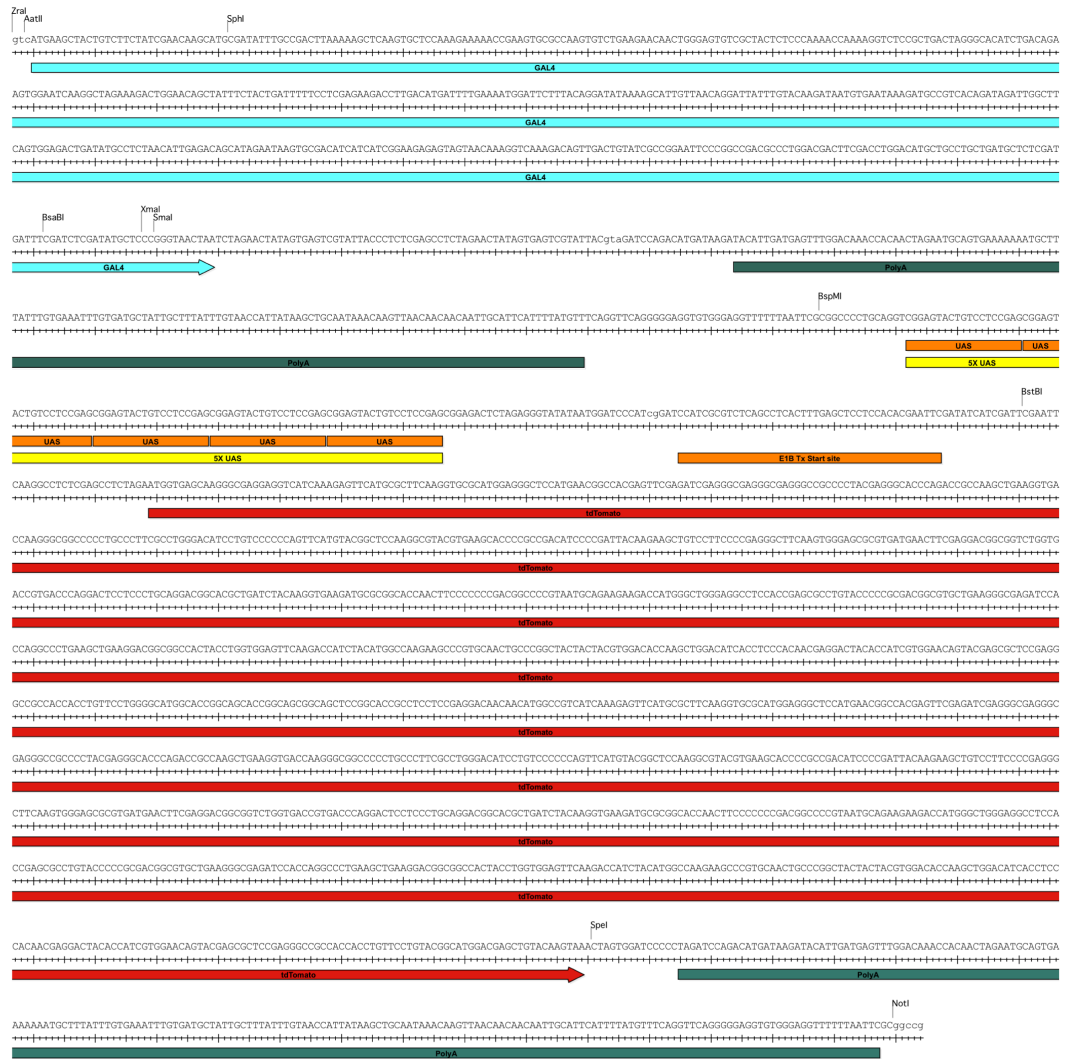 ZraI
AatII
SphI
gtcATGAAGCTACTGTCTTCTATCGAACAAGCATGCGATATTTGCCGACTTAAAAAGCTCAAGTGCTCCAAAGAAAAACCGAAGTGCGCCAAGTGTCTGAAGAACAACTGGGAGTGTCGCTACTCTCCCAAAACCAAAAGGTCTCCGCTGACTAGGGCACATCTGACAGA
GAL4
AGTGGAATCAAGGCTAGAAAGACTGGAACAGCTATTTCTACTGATTTTTCCTCGAGAAGACCTTGACATGATTTTGAAAATGGATTCTTTACAGGATATAAAAGCATTGTTAACAGGATTATTTGTACAAGATAATGTGAATAAAGATGCCGTCACAGATAGATTGGCTT
GAL4
CAGTGGAGACTGATATGCCTCTAACATTGAGACAGCATAGAATAAGTGCGACATCATCATCGGAAGAGAGTAGTAACAAAGGTCAAAGACAGTTGACTGTATCGCCGGAATTCCCGGCCGACGCCCTGGACGACTTCGACCTGGACATGCTGCCTGCTGATGCTCTCGAT
GAL4
BsaBI
XmaI
SmaI
GATTTCGATCTCGATATGCTCCCGGGTAACTAATCTAGAACTATAGTGAGTCGTATTACCCTCTCGAGCCTCTAGAACTATAGTGAGTCGTATTACgtaGATCCAGACATGATAAGATACATTGATGAGTTTGGACAAACCACAACTAGAATGCAGTGAAAAAAATGCTT
GAL4
PolyA
BspMI
TATTTGTGAAATTTGTGATGCTATTGCTTTATTTGTAACCATTATAAGCTGCAATAAACAAGTTAACAACAACAATTGCATTCATTTTATGTTTCAGGTTCAGGGGGAGGTGTGGGAGGTTTTTTAATTCGCGGCCCCTGCAGGTCGGAGTACTGTCCTCCGAGCGGAGT
PolyA
UAS
UAS
5X UAS
BstBI
ACTGTCCTCCGAGCGGAGTACTGTCCTCCGAGCGGAGTACTGTCCTCCGAGCGGAGTACTGTCCTCCGAGCGGAGACTCTAGAGGGTATATAATGGATCCCATcgGATCCATCGCGTCTCAGCCTCACTTTGAGCTCCTCCACACGAATTCGATATCATCGATTCGAATT
UAS
UAS
UAS
UAS
5X UAS
E1B Tx Start site
CAAGGCCTCTCGAGCCTCTAGAATGGTGAGCAAGGGCGAGGAGGTCATCAAAGAGTTCATGCGCTTCAAGGTGCGCATGGAGGGCTCCATGAACGGCCACGAGTTCGAGATCGAGGGCGAGGGCGAGGGCCGCCCCTACGAGGGCACCCAGACCGCCAAGCTGAAGGTGA
tdTomato
CCAAGGGCGGCCCCCTGCCCTTCGCCTGGGACATCCTGTCCCCCCAGTTCATGTACGGCTCCAAGGCGTACGTGAAGCACCCCGCCGACATCCCCGATTACAAGAAGCTGTCCTTCCCCGAGGGCTTCAAGTGGGAGCGCGTGATGAACTTCGAGGACGGCGGTCTGGTG
tdTomato
ACCGTGACCCAGGACTCCTCCCTGCAGGACGGCACGCTGATCTACAAGGTGAAGATGCGCGGCACCAACTTCCCCCCCGACGGCCCCGTAATGCAGAAGAAGACCATGGGCTGGGAGGCCTCCACCGAGCGCCTGTACCCCCGCGACGGCGTGCTGAAGGGCGAGATCCA
tdTomato
CCAGGCCCTGAAGCTGAAGGACGGCGGCCACTACCTGGTGGAGTTCAAGACCATCTACATGGCCAAGAAGCCCGTGCAACTGCCCGGCTACTACTACGTGGACACCAAGCTGGACATCACCTCCCACAACGAGGACTACACCATCGTGGAACAGTACGAGCGCTCCGAGG
tdTomato
GCCGCCACCACCTGTTCCTGGGGCATGGCACCGGCAGCACCGGCAGCGGCAGCTCCGGCACCGCCTCCTCCGAGGACAACAACATGGCCGTCATCAAAGAGTTCATGCGCTTCAAGGTGCGCATGGAGGGCTCCATGAACGGCCACGAGTTCGAGATCGAGGGCGAGGGC
tdTomato
GAGGGCCGCCCCTACGAGGGCACCCAGACCGCCAAGCTGAAGGTGACCAAGGGCGGCCCCCTGCCCTTCGCCTGGGACATCCTGTCCCCCCAGTTCATGTACGGCTCCAAGGCGTACGTGAAGCACCCCGCCGACATCCCCGATTACAAGAAGCTGTCCTTCCCCGAGGG
tdTomato
CTTCAAGTGGGAGCGCGTGATGAACTTCGAGGACGGCGGTCTGGTGACCGTGACCCAGGACTCCTCCCTGCAGGACGGCACGCTGATCTACAAGGTGAAGATGCGCGGCACCAACTTCCCCCCCGACGGCCCCGTAATGCAGAAGAAGACCATGGGCTGGGAGGCCTCCA
tdTomato
CCGAGCGCCTGTACCCCCGCGACGGCGTGCTGAAGGGCGAGATCCACCAGGCCCTGAAGCTGAAGGACGGCGGCCACTACCTGGTGGAGTTCAAGACCATCTACATGGCCAAGAAGCCCGTGCAACTGCCCGGCTACTACTACGTGGACACCAAGCTGGACATCACCTCC
tdTomato
SpeI
CACAACGAGGACTACACCATCGTGGAACAGTACGAGCGCTCCGAGGGCCGCCACCACCTGTTCCTGTACGGCATGGACGAGCTGTACAAGTAAACTAGTGGATCCCCCTAGATCCAGACATGATAAGATACATTGATGAGTTTGGACAAACCACAACTAGAATGCAGTGA
tdTomato
PolyA
NotI
AAAAAATGCTTTATTTGTGAAATTTGTGATGCTATTGCTTTATTTGTAACCATTATAAGCTGCAATAAACAAGTTAACAACAACAATTGCATTCATTTTATGTTTCAGGTTCAGGGGGAGGTGTGGGAGGTTTTTTAATTCGCggccg
PolyA